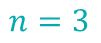 n = 3